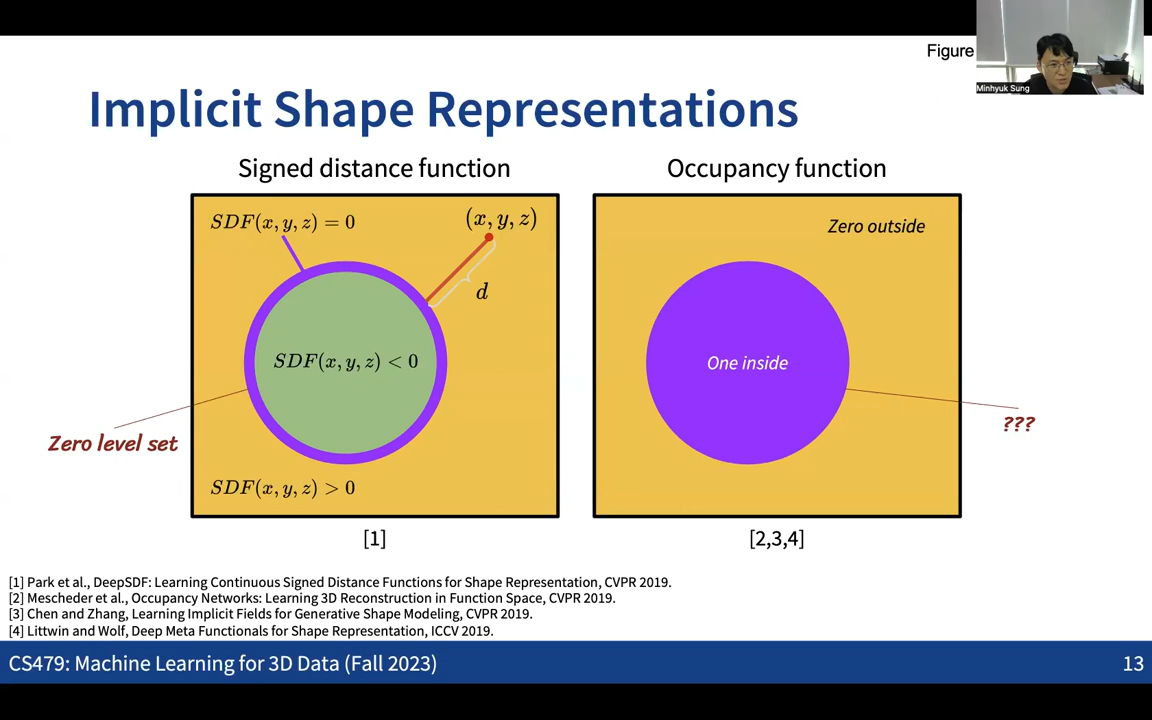 Figure
Minhyuk Sung
Implicit Shape Representations
Signed distance function
SDF(x, y, z) = 0
(x, y, z)
d
SDF(x, y, z) < 0
Zero level set
SDF(x, y, z) > 0
[1]
Occupancy function
Zero outside
One inside
???
[2,3,4]
[1] Park et al., DeepSDF: Learning Continuous Signed Distance Functions for Shape Representation, CVPR 2019.
[2] Mescheder et al., Occupancy Networks: Learning 3D Reconstruction in Function Space, CVPR 2019.
[3] Chen and Zhang, Learning Implicit Fields for Generative Shape Modeling, CVPR 2019.
[4] Littwin and Wolf, Deep Meta Functionals for Shape Representation, ICCV 2019.
CS479: Machine Learning for 3D Data (Fall 2023)
13